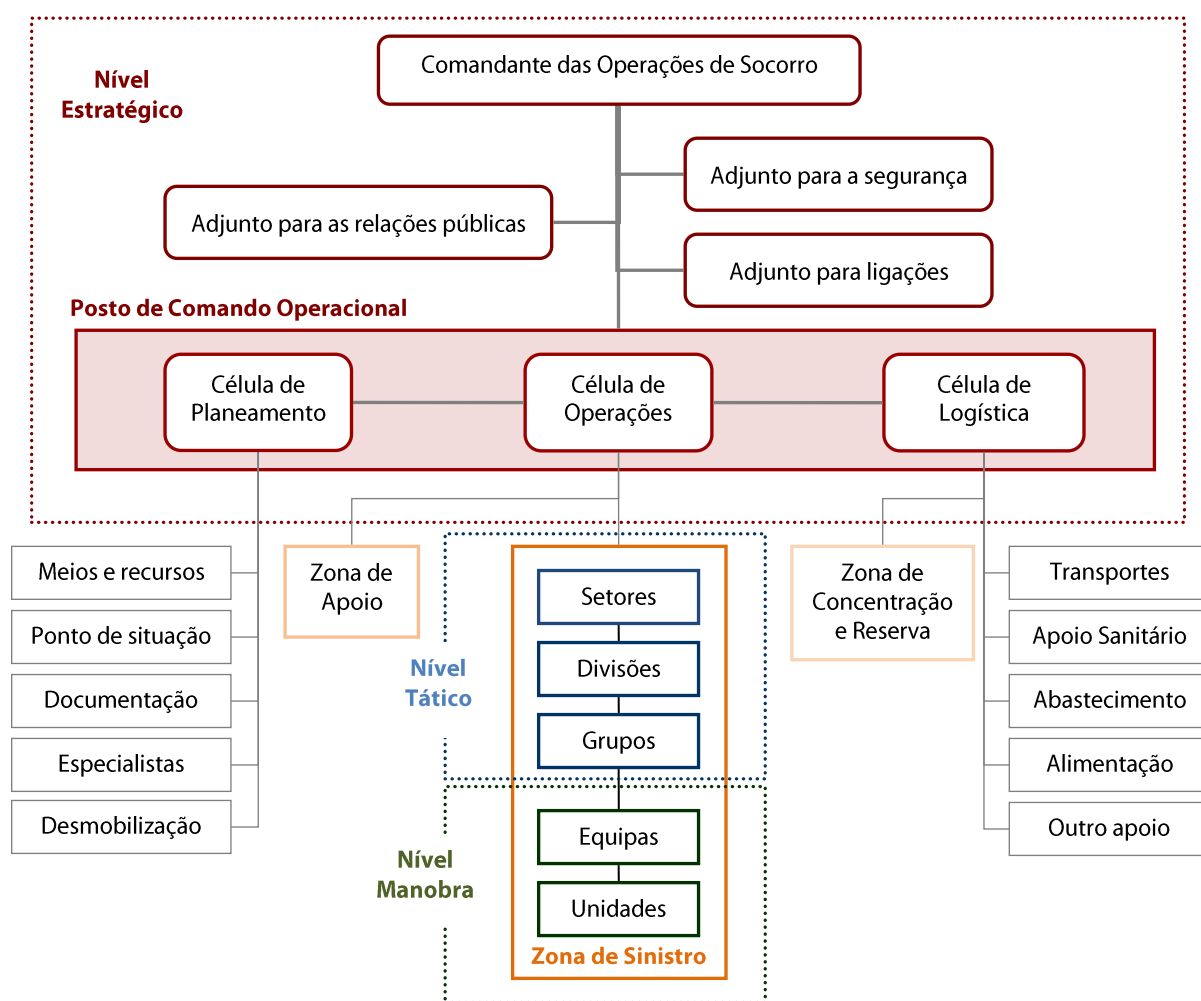 Comandante das Operações de Socorro
Nível
Estratégico
Adjunto para a segurança
Adjunto para as relações públicas
Adjunto para ligações
Posto de Comando Operacional
Célula de
Planeamento
Célula de
Operações
Célula de
Logística
Meios e recursos
Ponto de situação
Documentação
Especialistas
Desmobilização
Zona de
Apoio
Nível
Tático
Setores
Divisões
Grupos
Nível
Manobra
Equipas
Unidades
Zona de Sinistro
Zona de
Concentração
e Reserva
Transportes
Apoio Sanitário
Abastecimento
Alimentação
Outro apoio